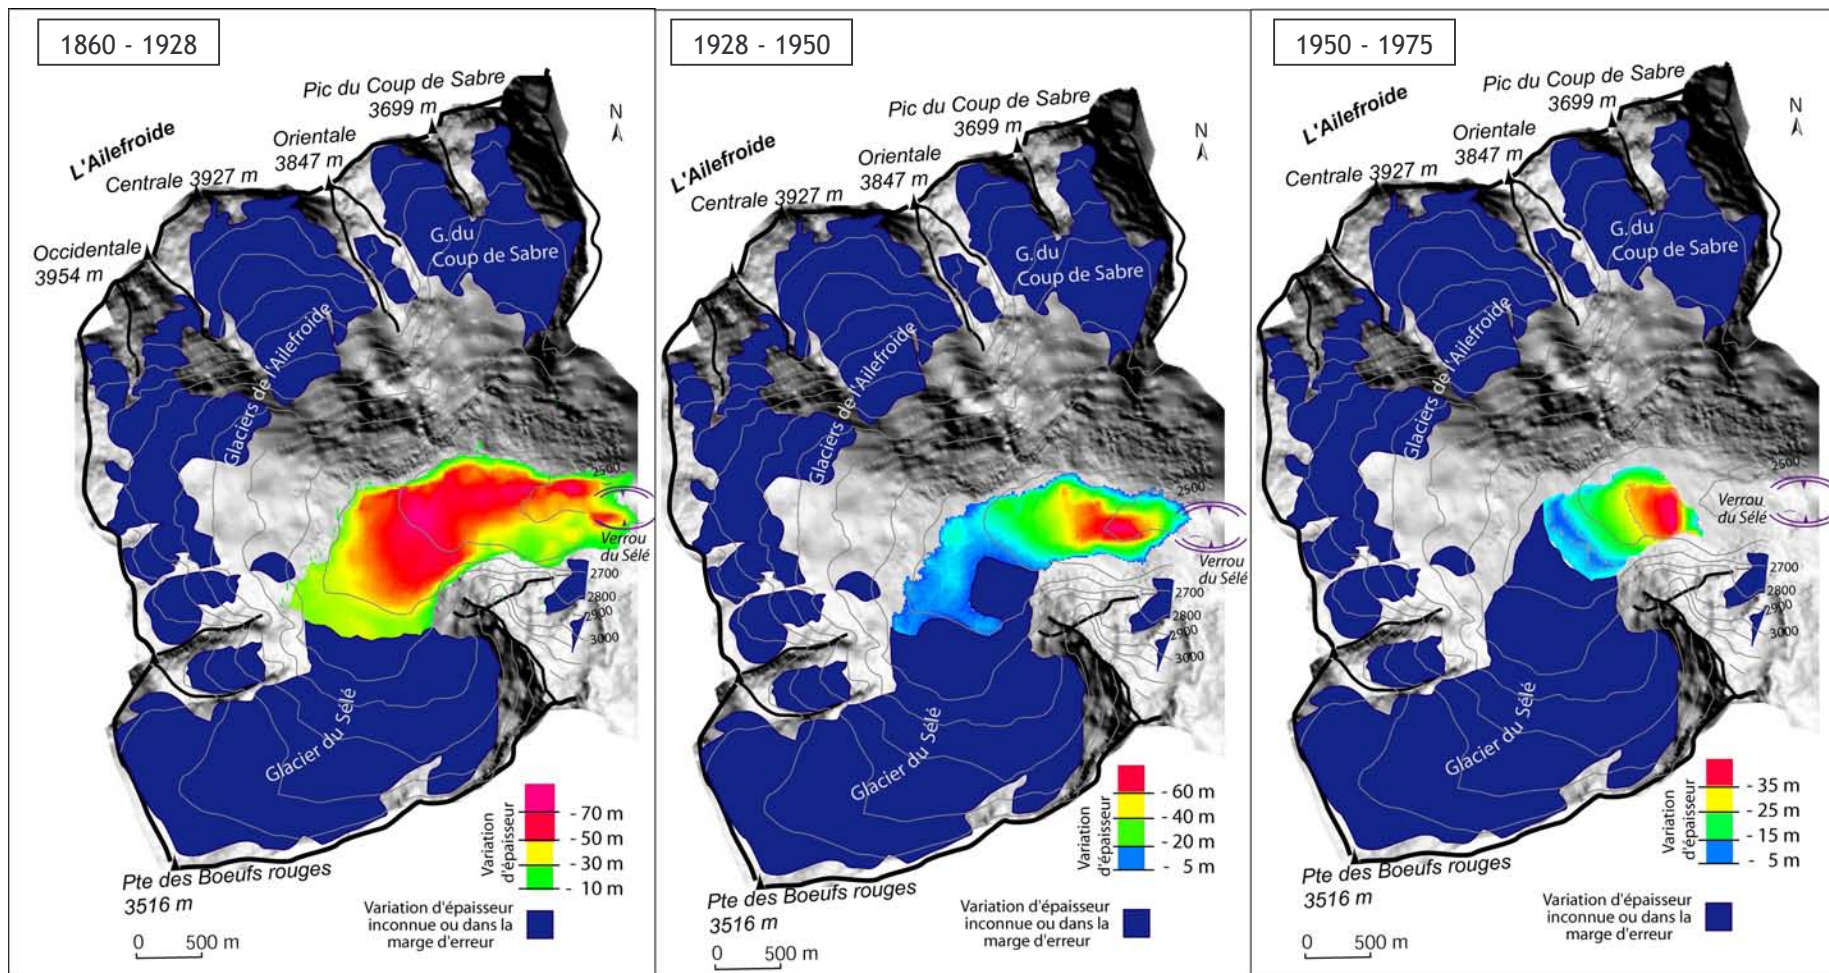 1860 - 1928
Pic du Coup de Sabre
3699 m
N
L'Ailefroide
Orientale
3847 m
Centrale 3927 m
Occidentale
3954 m
G. du
Coup de Sabre
Glaciers de l'Ailefroide
2500
Verrou
du Sélé
2700
2800
2900
3000
Glacier du Sélé
Variation
d'épaisseur
- 70 m
- 50 m
- 30 m
- 10 m
Pte des Boeufs rouges
3516 m
Variation d'épaisseur
inconnue ou dans la
marge d'erreur
0 500 m
1928 - 1950
Pic du Coup de Sabre
3699 m
N
L'Ailefroide
Orientale
3847 m
Centrale 3927 m
G. du
Coup de Sabre
Glaciers de l'Ailefroide
2500
Verrou
du Sélé
2700
2800
2900
3000
Glacier du Sélé
Variation
d'épaisseur
- 60 m
- 40 m
- 20 m
- 5 m
Pte des Boeufs rouges
3516 m
Variation d'épaisseur
inconnue ou dans la
marge d'erreur
0 500 m
1950 - 1975
Pic du Coup de Sabre
3699 m
N
L'Ailefroide
Orientale
3847 m
Centrale 3927 m
G. du
Coup de Sabre
Glaciers de l'Ailefroide
2500
Verrou
du Sélé
2700
2800
2900
3000
Glacier du Sélé
Variation
d'épaisseur
- 35 m
- 25 m
- 15 m
- 5 m
Pte des Boeufs rouges
3516 m
Variation d'épaisseur
inconnue ou dans la
marge d'erreur
0 500 m